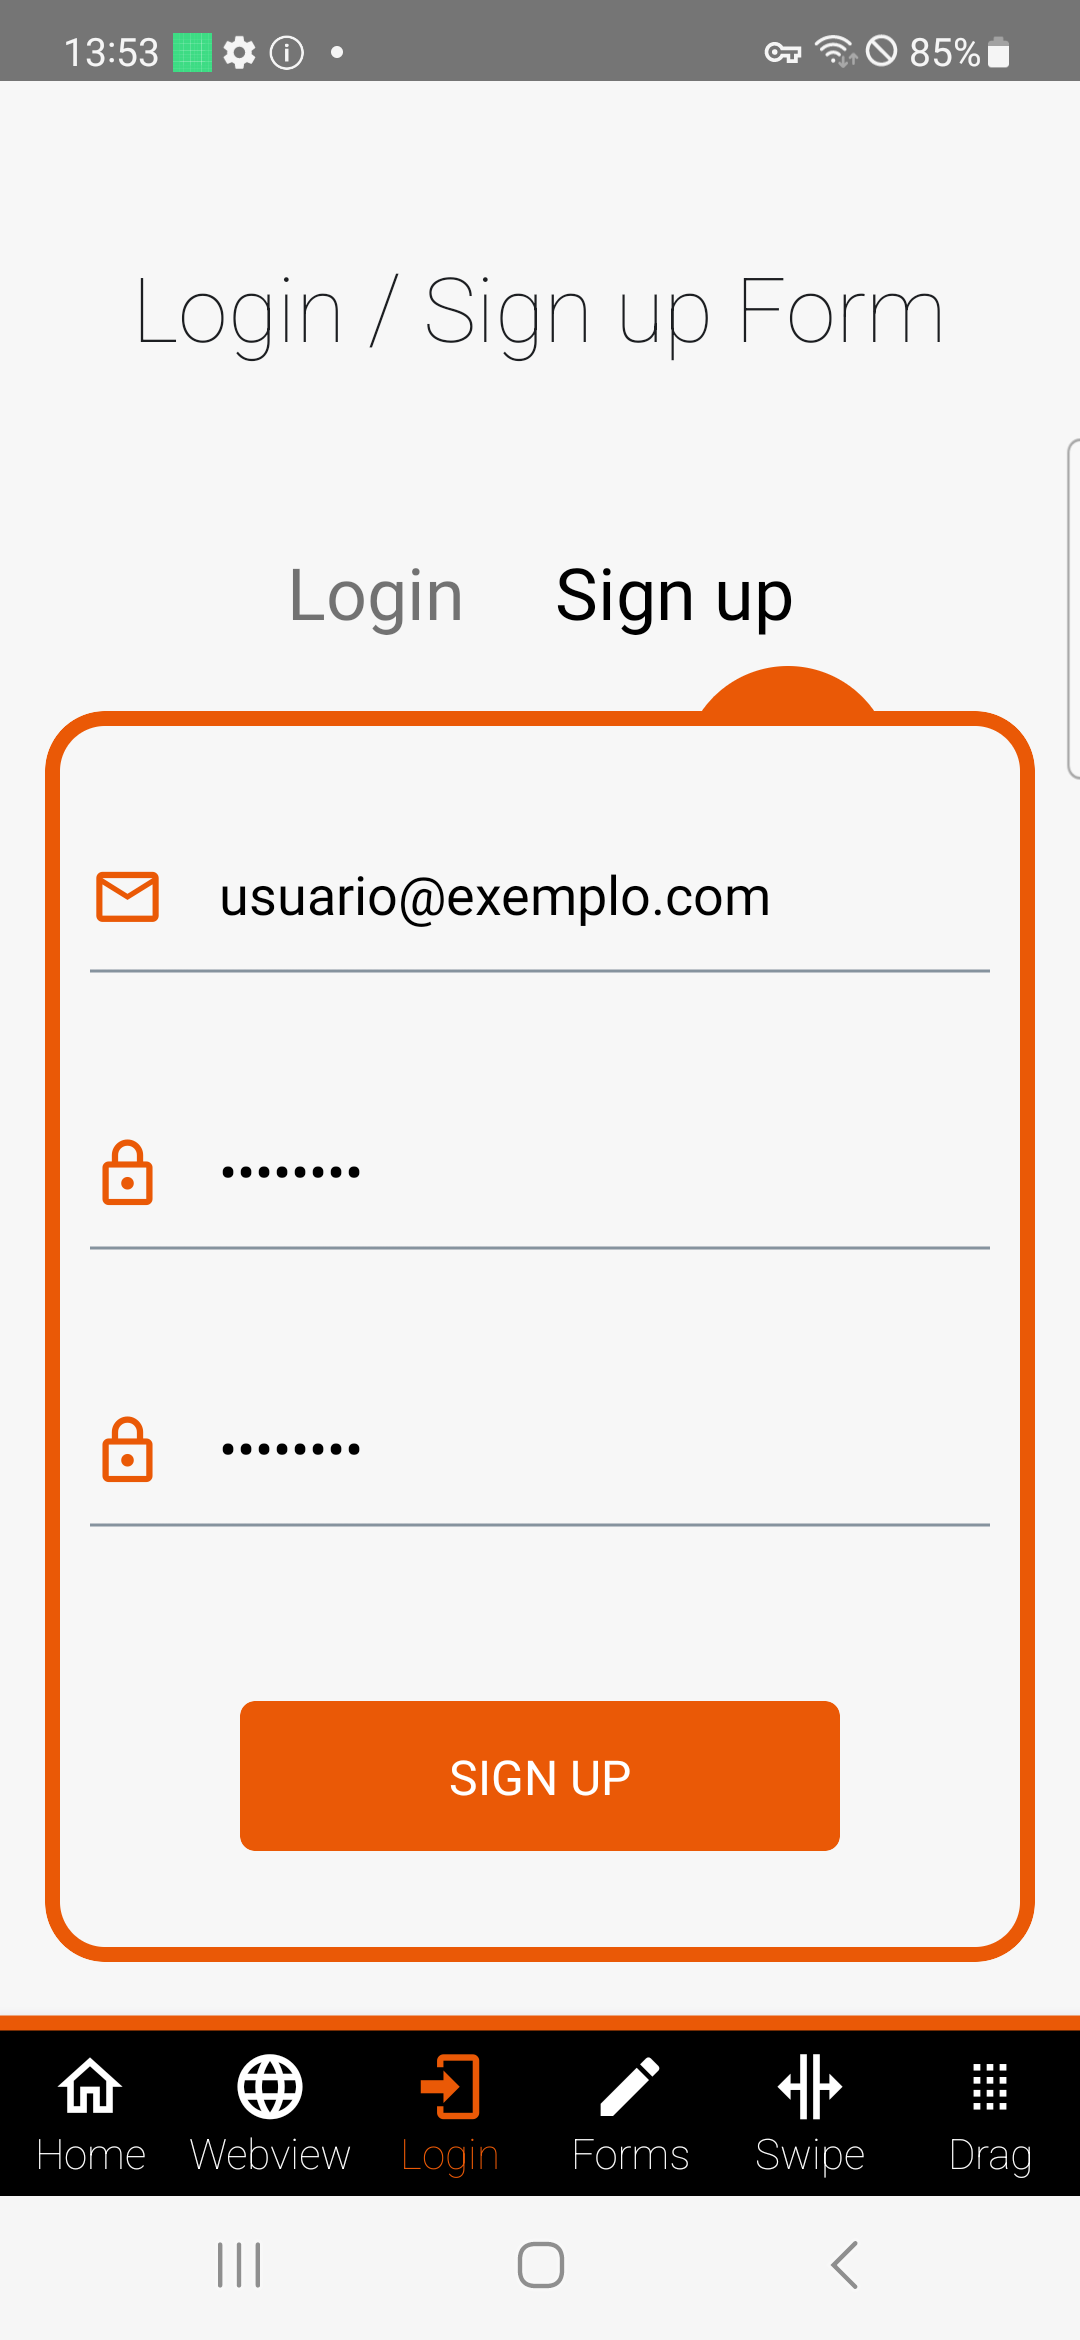 13:53 85%
Login / Sign up Form
Login Sign up
usuario@exemplo.com
••••••••
••••••••
SIGN UP
Home Webview Login Forms Swipe Drag